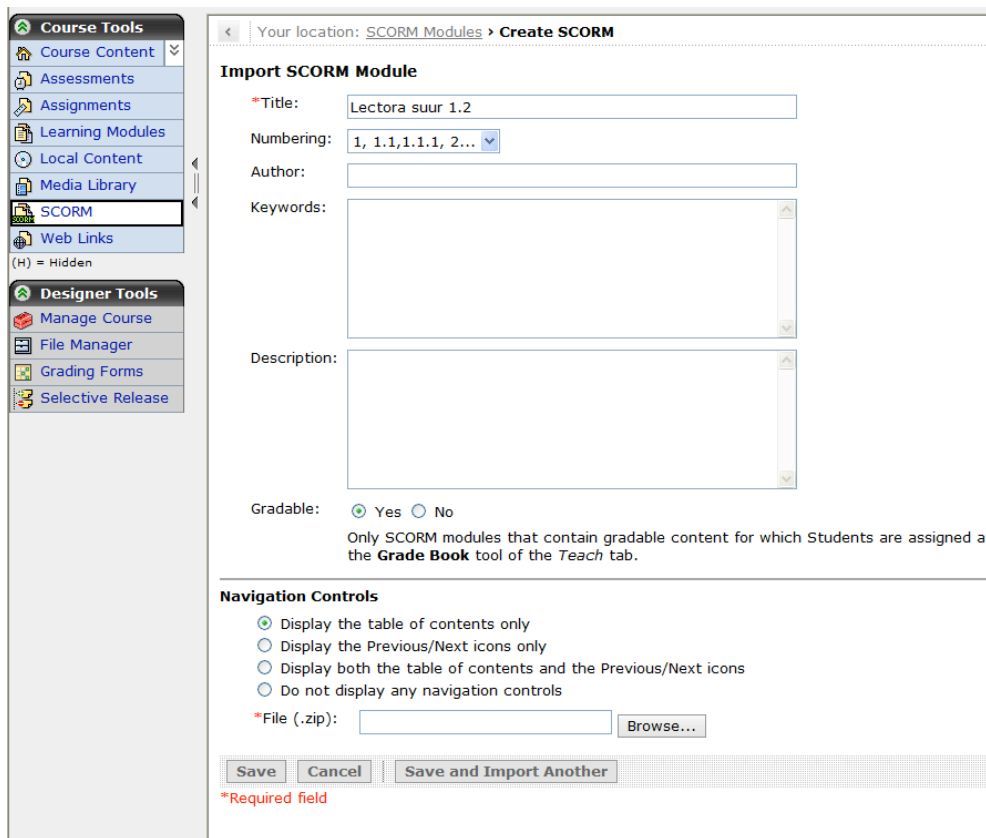 Course Tools
Course Content
Assessments
Assignments
Learning Modules
Local Content
Media Library
SCORM
SCORM
Web Links
(H) = Hidden
Designer Tools
Manage Course
File Manager
Grading Forms
Selective Release
Your location: SCORM Modules › Create SCORM
Import SCORM Module
*Title: Lectora suur 1.2
Numbering: 1, 1.1,1.1.1, 2...
Author:
Keywords:
Description:
Gradable: Yes No
Only SCORM modules that contain gradable content for which Students are assigned a
the Grade Book tool of the Teach tab.
Navigation Controls
Display the table of contents only
Display the Previous/Next icons only
Display both the table of contents and the Previous/Next icons
Do not display any navigation controls
*File (.zip): Browse...
Save Cancel Save and Import Another
*Required field